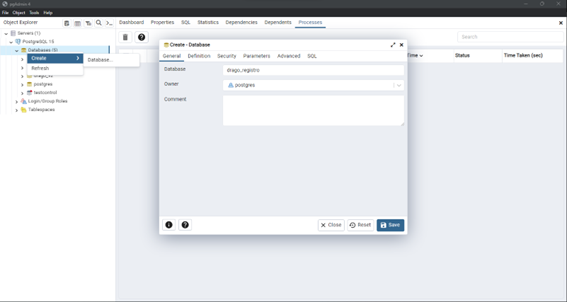 pgAdmin 4
File Object Tools Help
Object Explorer
Dashboard Properties SQL Statistics Dependencies Dependents Processes
Servers (1)
PostgreSQL 15
Databases (9)
Create
Database...
Refresh
postgres
testcontrol
Login/Group Roles
Tablespaces
Search
Time
Status
Time Taken (sec)
Create - Database
General Definition Security Parameters Advanced SQL
Database
drago_registro
Owner
postgres
Comment
Close
Reset
Save